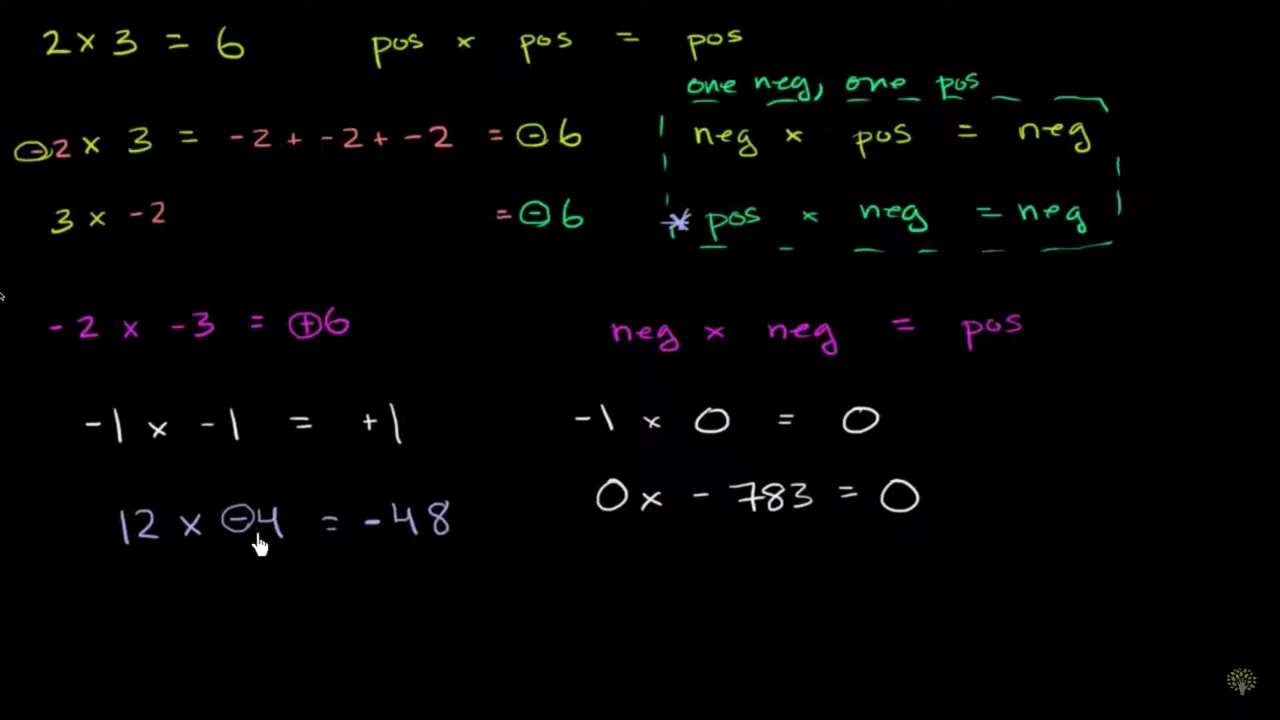 2 x 3 = 6 pos x pos = pos
one neg, one pos
-2 x 3 = -2 + -2 + -2 = -6 neg x pos = neg
3 x -2 = -6 * pos x neg = neg
-2 x -3 = +6 neg x neg = pos
-1 x -1 = +1 -1 x 0 = 0
0 x - 783 = 0
12 x -4 = -48